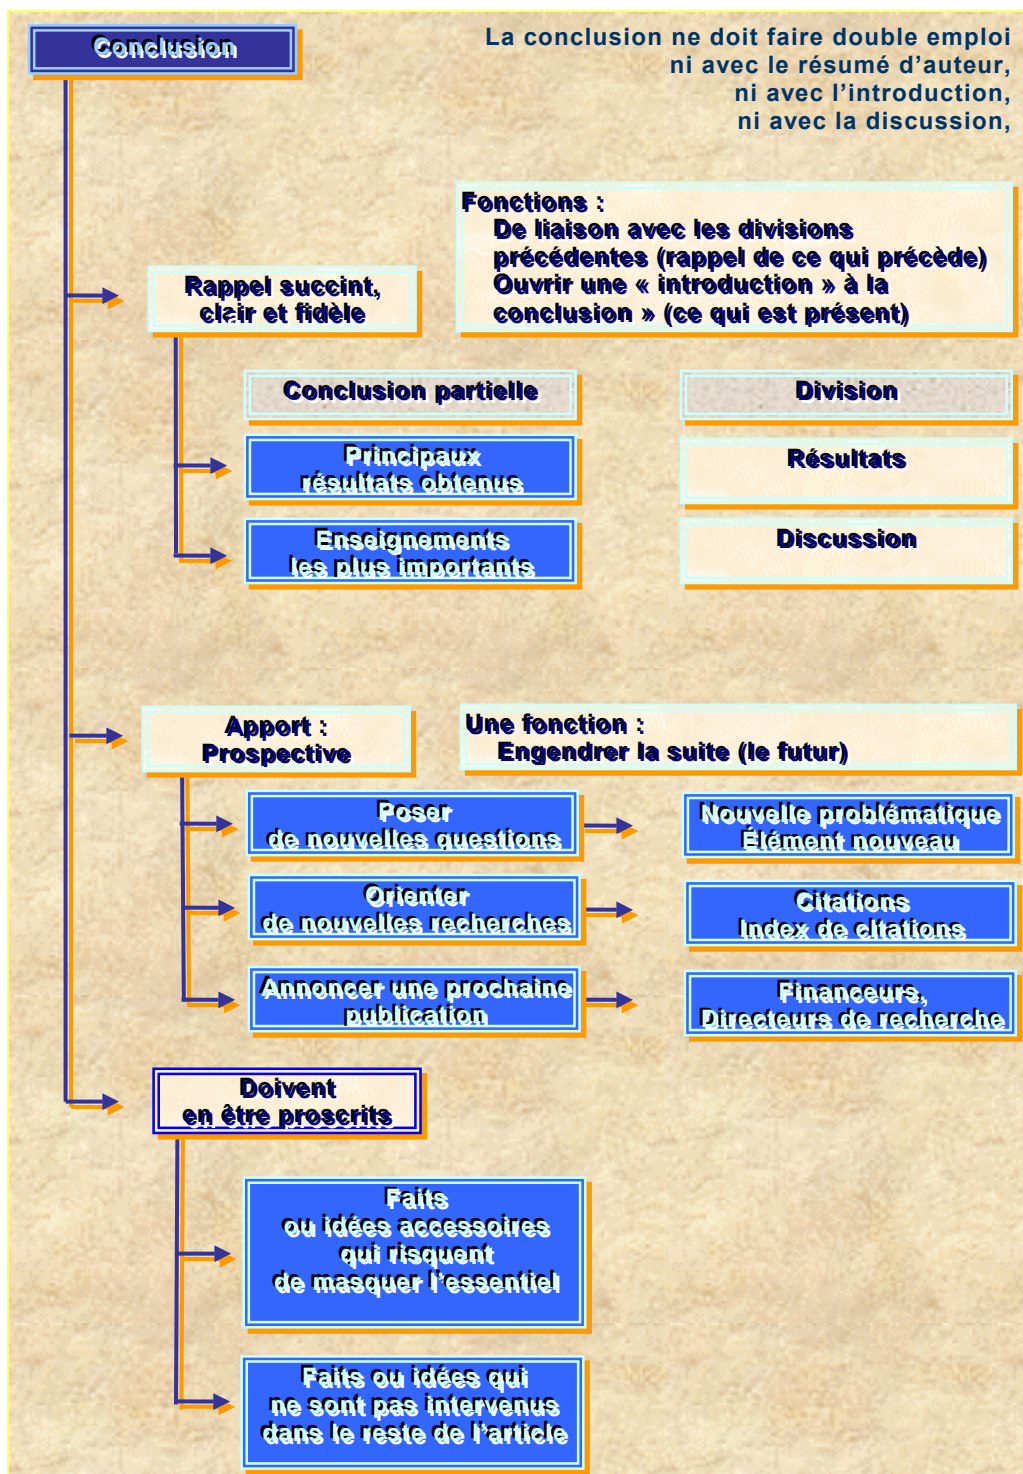 Conclusion
La conclusion ne doit faire double emploi
ni avec le résumé d’auteur,
ni avec l’introduction,
ni avec la discussion,
Fonctions :
De liaison avec les divisions
précédentes (rappel de ce qui précède)
Ouvrir une « introduction » à la
conclusion » (ce qui est présent)
Rappel succint,
clair et fidèle
Conclusion partielle
Division
Principaux
résultats obtenus
Résultats
Enseignements
les plus importants
Discussion
Apport :
Prospective
Une fonction :
Engendrer la suite (le futur)
Poser
de nouvelles questions
Nouvelle problématique
Élément nouveau
Orienter
de nouvelles recherches
Citations
Index de citations
Annoncer une prochaine
publication
Financeurs,
Directeurs de recherche
Doivent
en être proscrits
Faits
ou idées accessoires
qui risquent
de masquer l’essentiel
Faits ou idées qui
ne sont pas intervenus
dans le reste de l’article